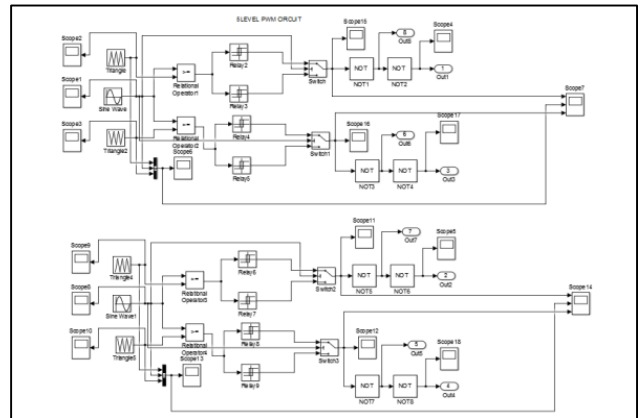 5LEVEL PWM CIRCUIT
Scope2
Triangle
Scope1
Sine Wave
Scope3
Triangle2
Relational
Operator1
Relational
Operator2
Scope6
Relay2
Relay3
Relay4
Relay5
Switch
Switch1
Scope15
8
Out8
Scope4
NOT
NOT1
NOT
NOT2
1
Out1
Scope7
Scope16
6
Out6
Scope17
NOT
NOT3
NOT
NOT4
3
Out3
Scope9
Triangle4
Scope8
Sine Wave1
Scope10
Relational
Operator3
Relational
Operator4
Scope13
Relay6
Relay7
Relay8
Relay9
Switch2
Switch3
Scope11
7
Out7
Scope5
NOT
NOT5
NOT
NOT6
2
Out2
Scope14
Scope12
5
Out5
Scope18
NOT
NOT7
NOT
NOT8
4
Out4